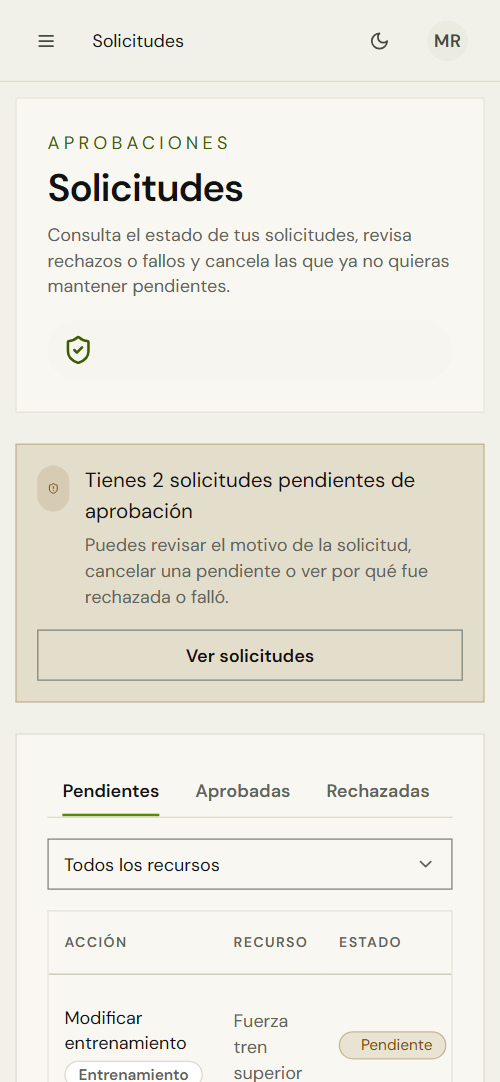 Solicitudes
MR
APROBACIONES
Solicitudes
Consulta el estado de tus solicitudes, revisa
rechazos o fallos y cancela las que ya no quieras
mantener pendientes.
Tienes 2 solicitudes pendientes de
aprobación
Puedes revisar el motivo de la solicitud,
cancelar una pendiente o ver por qué fue
rechazada o falló.
Ver solicitudes
Pendientes Aprobadas Rechazadas
Todos los recursos
ACCIÓN RECURSO ESTADO
Modificar
entrenamiento
Entrenamiento
Fuerza
tren
superior
Pendiente